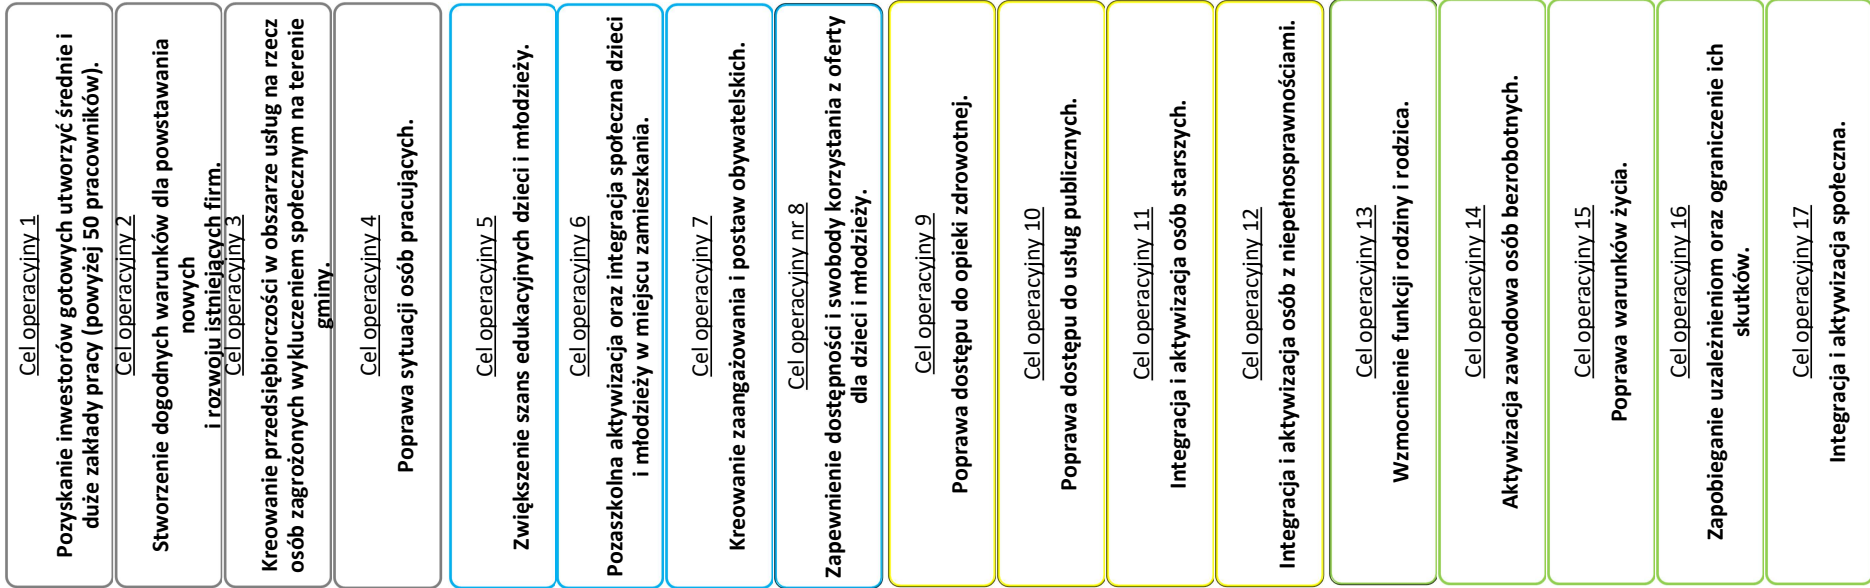 Cel operacyjny 1
Pozyskanie inwestorów gotowych utworzyć średnie i
duże zakłady pracy (powyżej 50 pracowników).
Cel operacyjny 2
Stworzenie dogodnych warunków dla powstawania
nowych
i rozwoju istniejących firm.
Cel operacyjny 3
Kreowanie przedsiębiorczości w obszarze usług na rzecz
osób zagrożonych wykluczeniem społecznym na terenie
gminy.
Cel operacyjny 4
Poprawa sytuacji osób pracujących.
Cel operacyjny 5
Zwiększenie szans edukacyjnych dzieci i młodzieży.
Cel operacyjny 6
Pozaszkolna aktywizacja oraz integracja społeczna dzieci
i młodzieży w miejscu zamieszkania.
Cel operacyjny 7
Kreowanie zaangażowania i postaw obywatelskich.
Cel operacyjny nr 8
Zapewnienie dostępności i swobody korzystania z oferty
dla dzieci i młodzieży.
Cel operacyjny 9
Poprawa dostępu do opieki zdrowotnej.
Cel operacyjny 10
Poprawa dostępu do usług publicznych.
Cel operacyjny 11
Integracja i aktywizacja osób starszych.
Cel operacyjny 12
Integracja i aktywizacja osób z niepełnosprawnościami.
Cel operacyjny 13
Wzmocnienie funkcji rodziny i rodzica.
Cel operacyjny 14
Aktywizacja zawodowa osób bezrobotnych.
Cel operacyjny 15
Poprawa warunków życia.
Cel operacyjny 16
Zapobieganie uzależnieniom oraz ograniczenie ich
skutków.
Cel operacyjny 17
Integracja i aktywizacja społeczna.